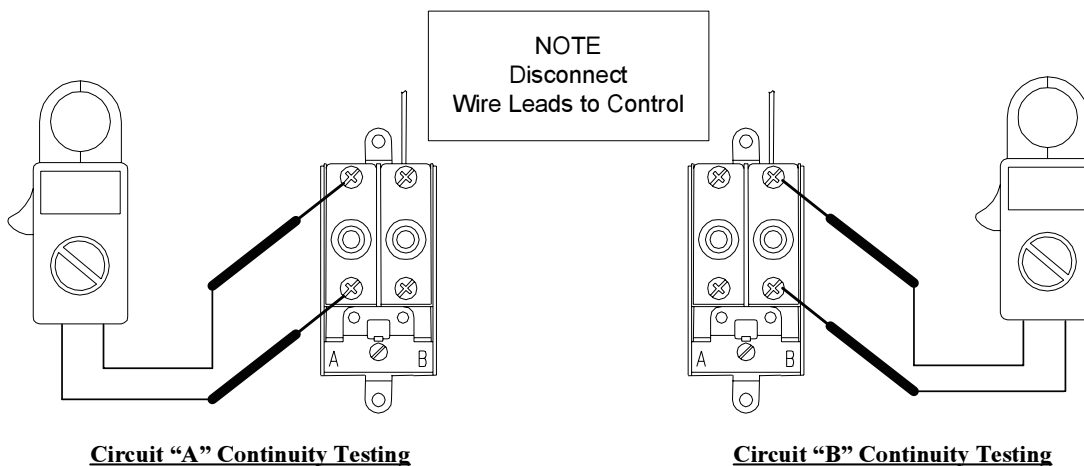 NOTE
Disconnect
Wire Leads to Control
A B
A B
Circuit “A” Continuity Testing
Circuit “B” Continuity Testing